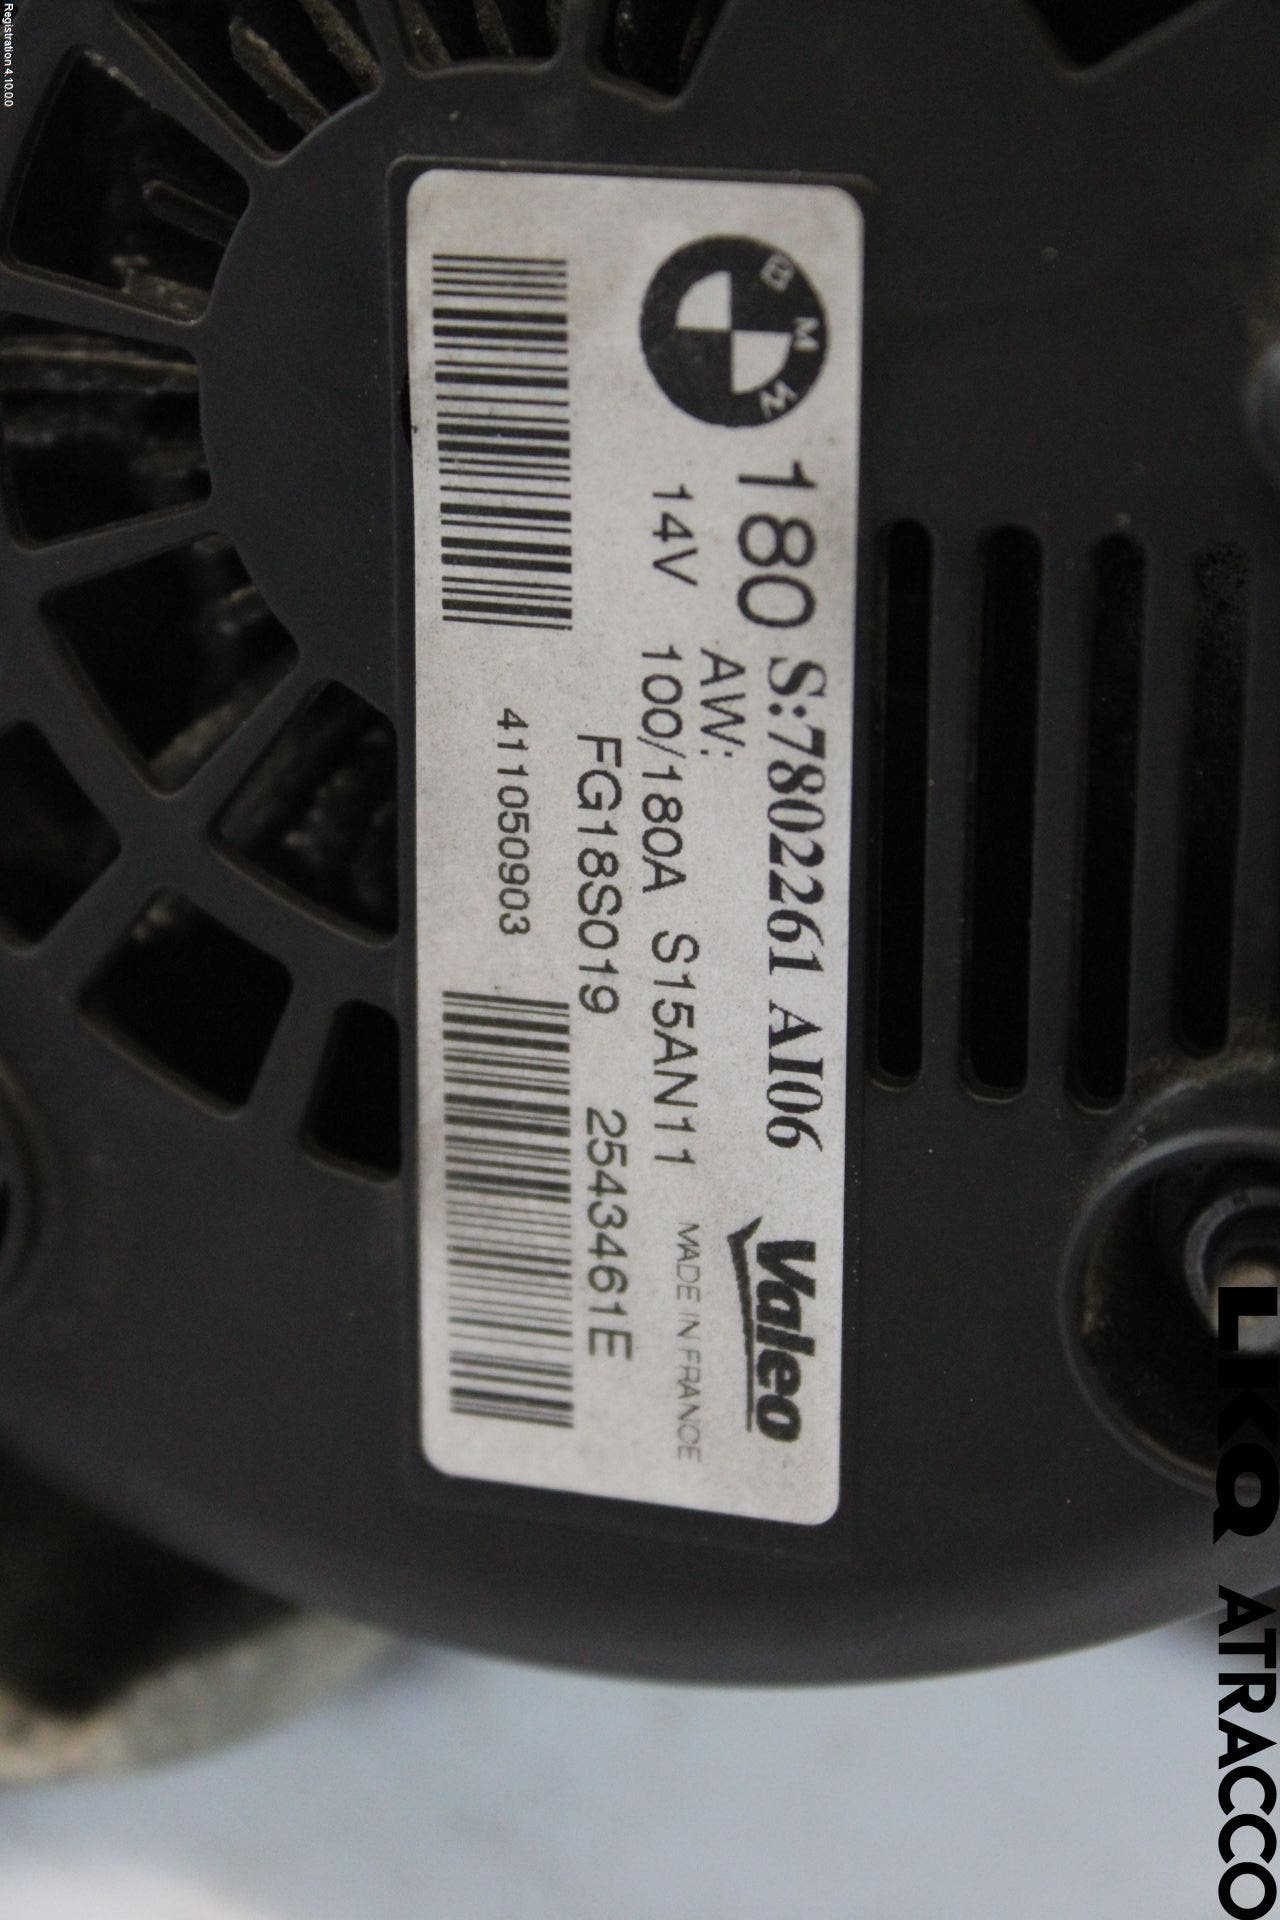 Registration 4.10.0.0
BMW
180 S:7802261 AI06
Valeo
AW:
14V 100/180A S15AN11 MADE IN FRANCE
FG18S019 2543461E
411050903
LKQ ATRACCO